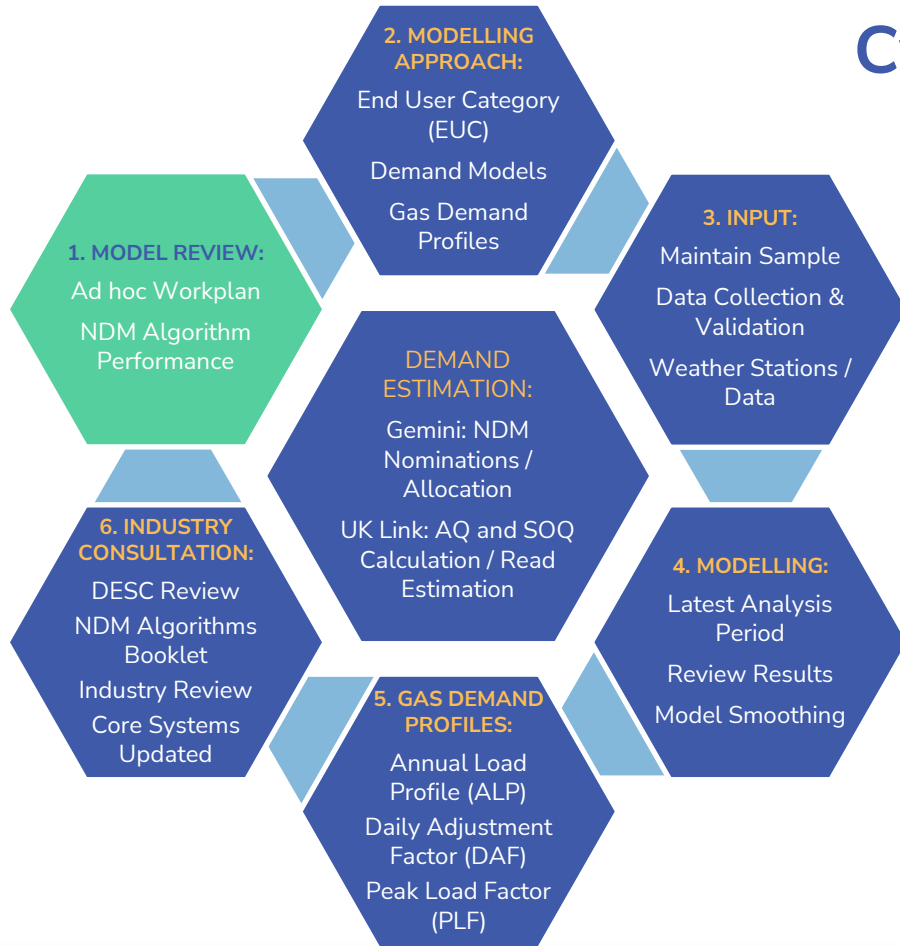 2. MODELLING
APPROACH:
End User Category
(EUC)
Demand Models
Gas Demand
Profiles
1. MODEL REVIEW:
Ad hoc Workplan
NDM Algorithm
Performance
3. INPUT:
Maintain Sample
Data Collection &
Validation
Weather Stations /
Data
DEMAND
ESTIMATION:
Gemini: NDM
Nominations /
Allocation
UK Link: AQ and SOQ
Calculation / Read
Estimation
6. INDUSTRY
CONSULTATION:
DESC Review
NDM Algorithms
Booklet
Industry Review
Core Systems
Updated
4. MODELLING:
Latest Analysis
Period
Review Results
Model Smoothing
5. GAS DEMAND
PROFILES:
Annual Load
Profile (ALP)
Daily Adjustment
Factor (DAF)
Peak Load Factor
(PLF)